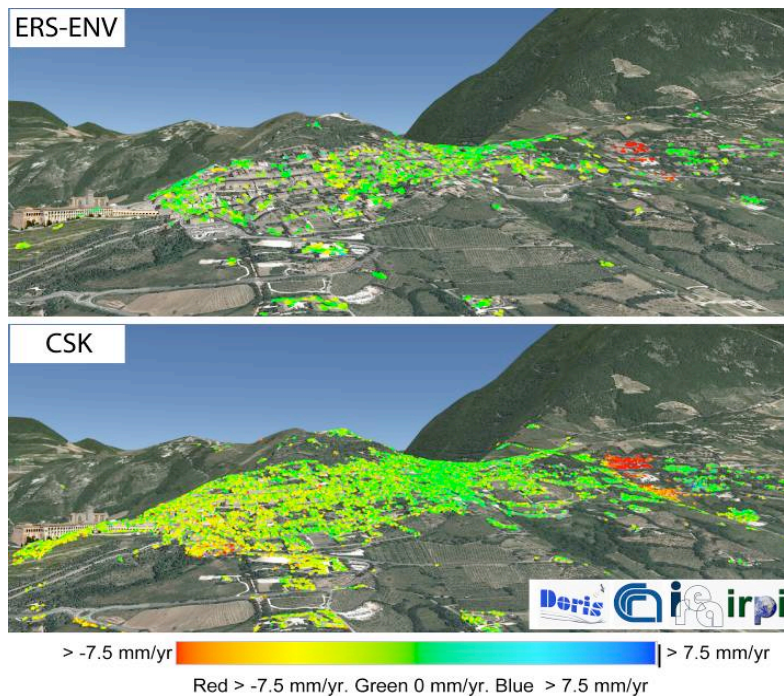 ERS-ENV
CSK
Doris
irpi
> -7.5 mm/yr
> 7.5 mm/yr
Red > -7.5 mm/yr. Green 0 mm/yr. Blue > 7.5 mm/yr